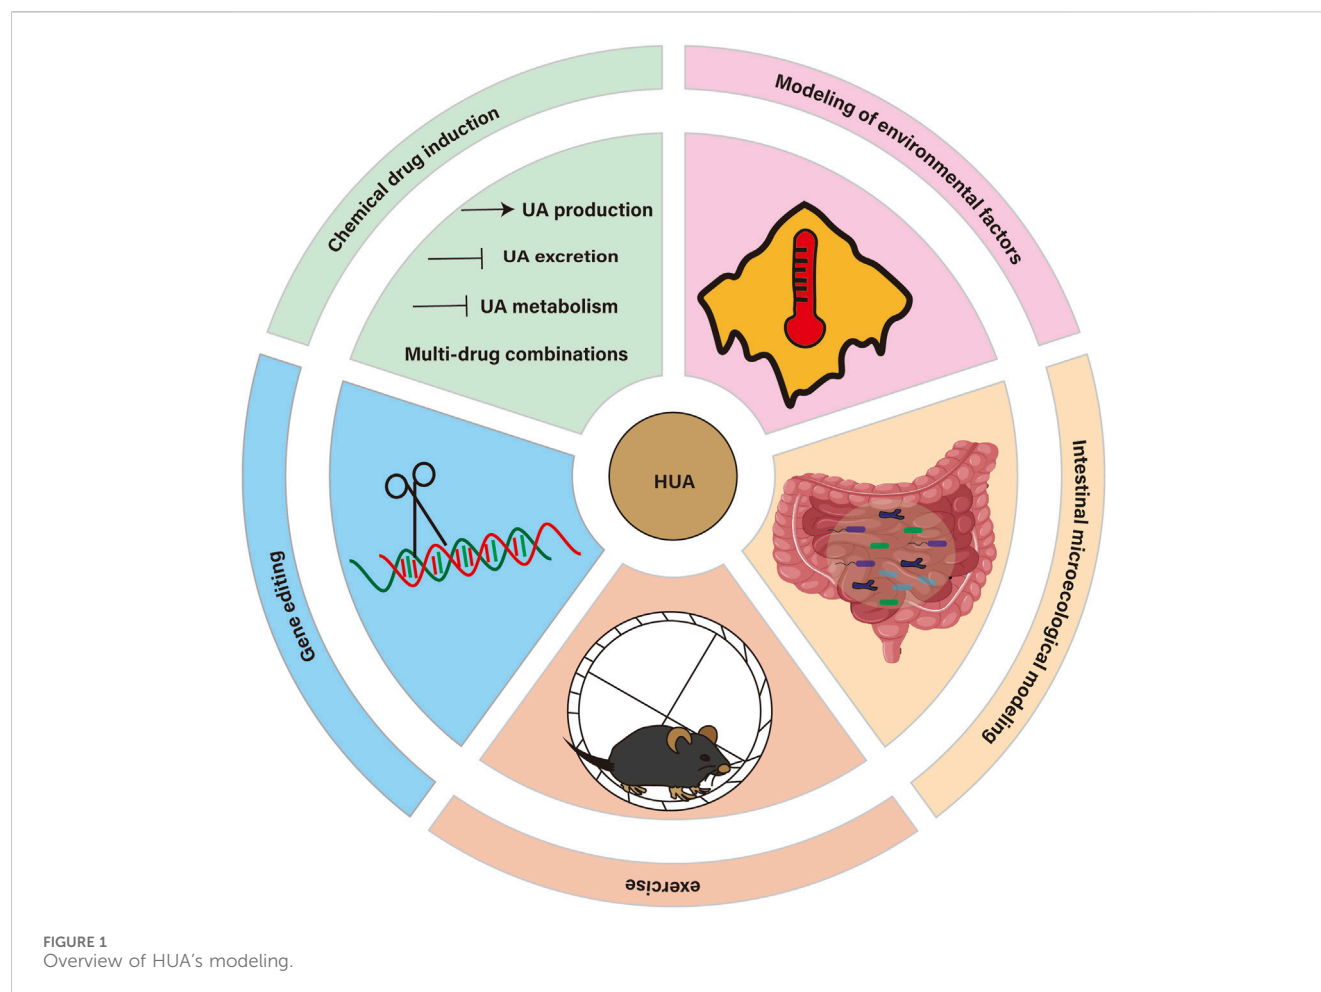 Chemical drug induction
Modeling of environmental factors
UA production
UA excretion
UA metabolism
Multi-drug combinations
HUA
Gene editing
Intestinal microecological modeling
exercise
FIGURE 1
Overview of HUA’s modeling.